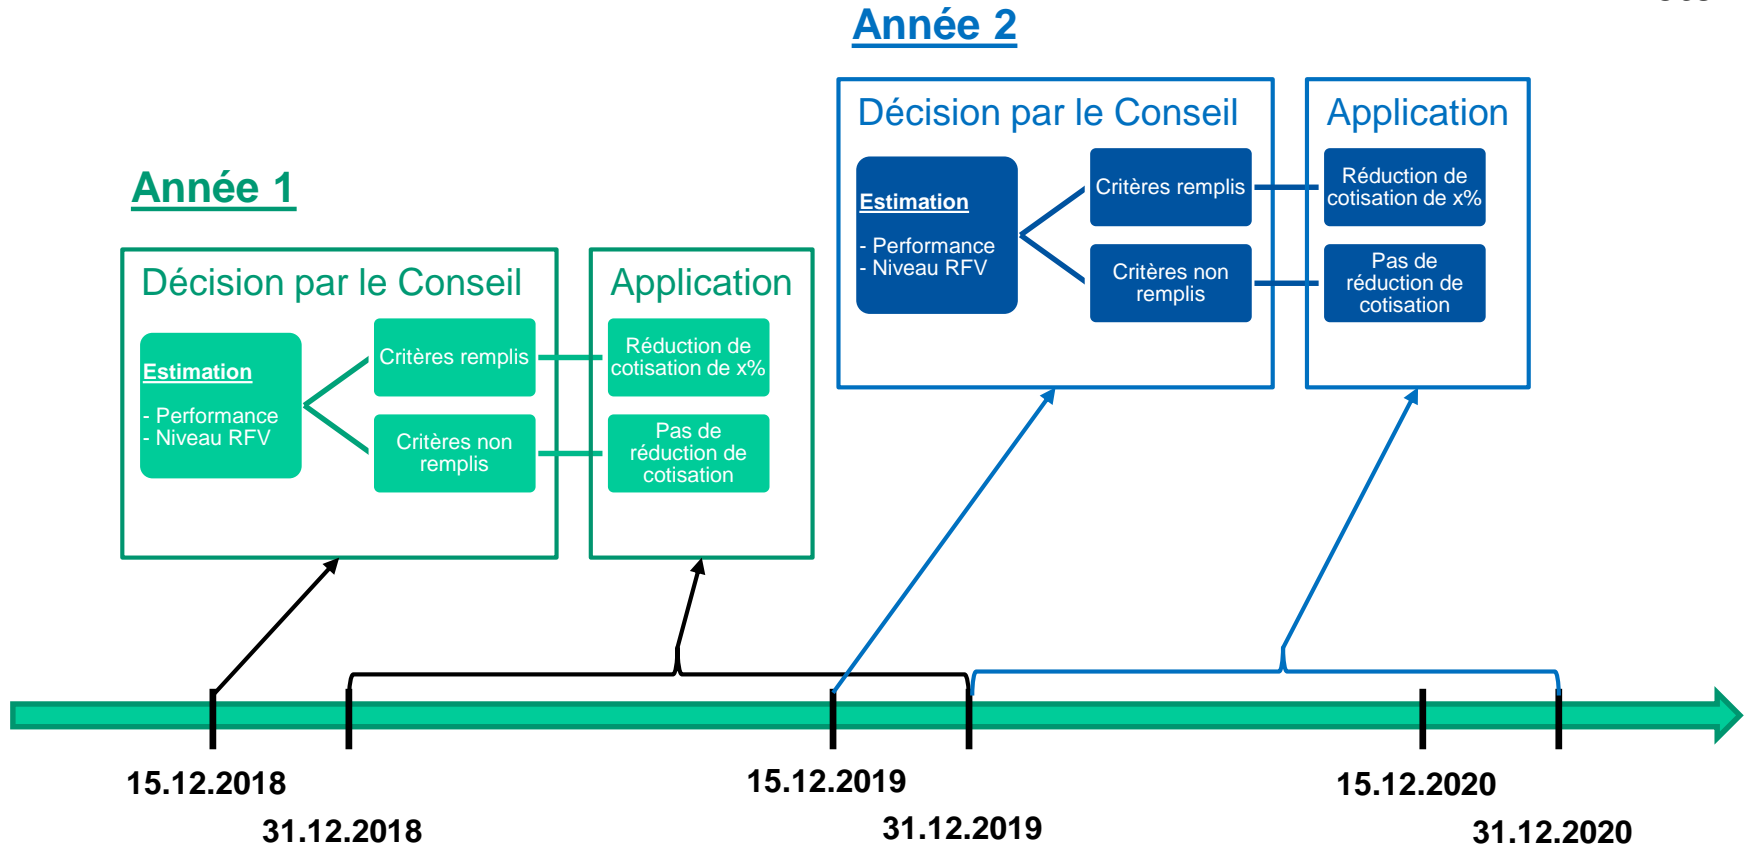 Année 2
Décision par le Conseil
Application
Estimation
- Performance
- Niveau RFV
Critères remplis
Critères non
remplis
Réduction de
cotisation de x%
Pas de
réduction de
cotisation
Année 1
Décision par le Conseil
Application
Estimation
- Performance
- Niveau RFV
Critères remplis
Critères non
remplis
Réduction de
cotisation de x%
Pas de
réduction de
cotisation
15.12.2018
31.12.2018
15.12.2019
31.12.2019
15.12.2020
31.12.2020